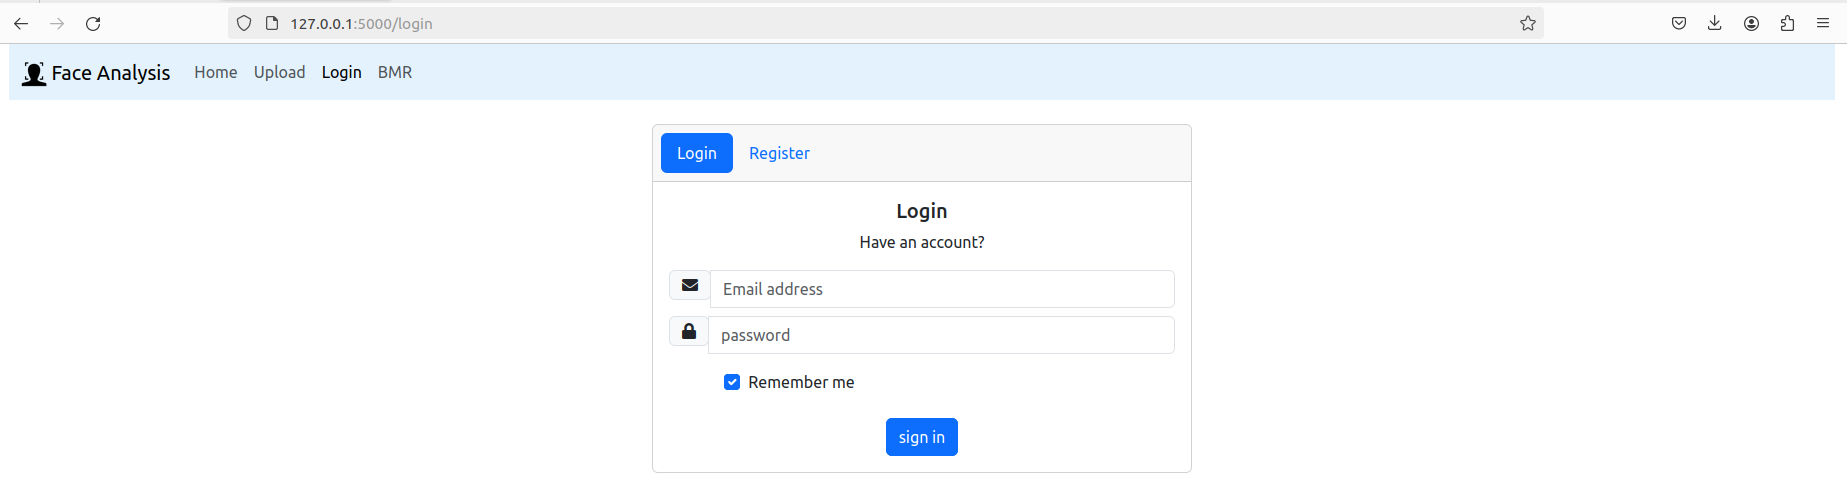 127.0.0.1:5000/login
Face Analysis Home Upload Login BMR
Login Register
Login
Have an account?
Email address
password
Remember me
sign in